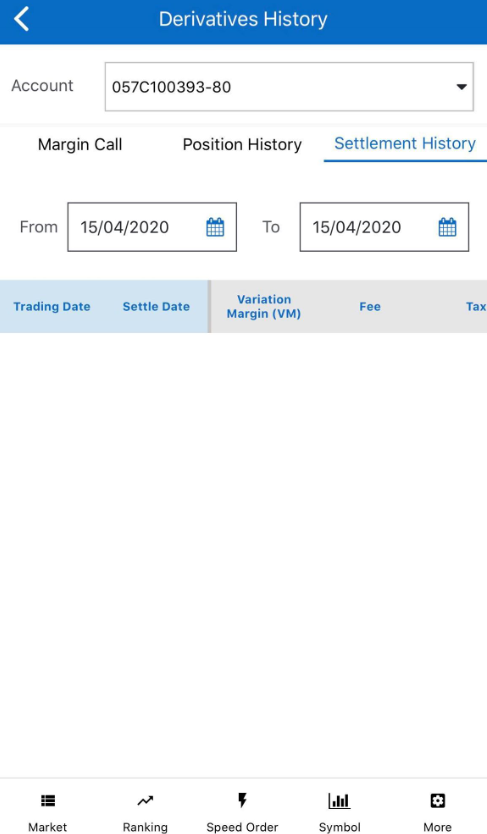 Derivatives History
Account 057C100393-80
Margin Call Position History Settlement History
From 15/04/2020 To 15/04/2020
Trading Date Settle Date Variation Margin (VM) Fee Tax
Market Ranking Speed Order Symbol More